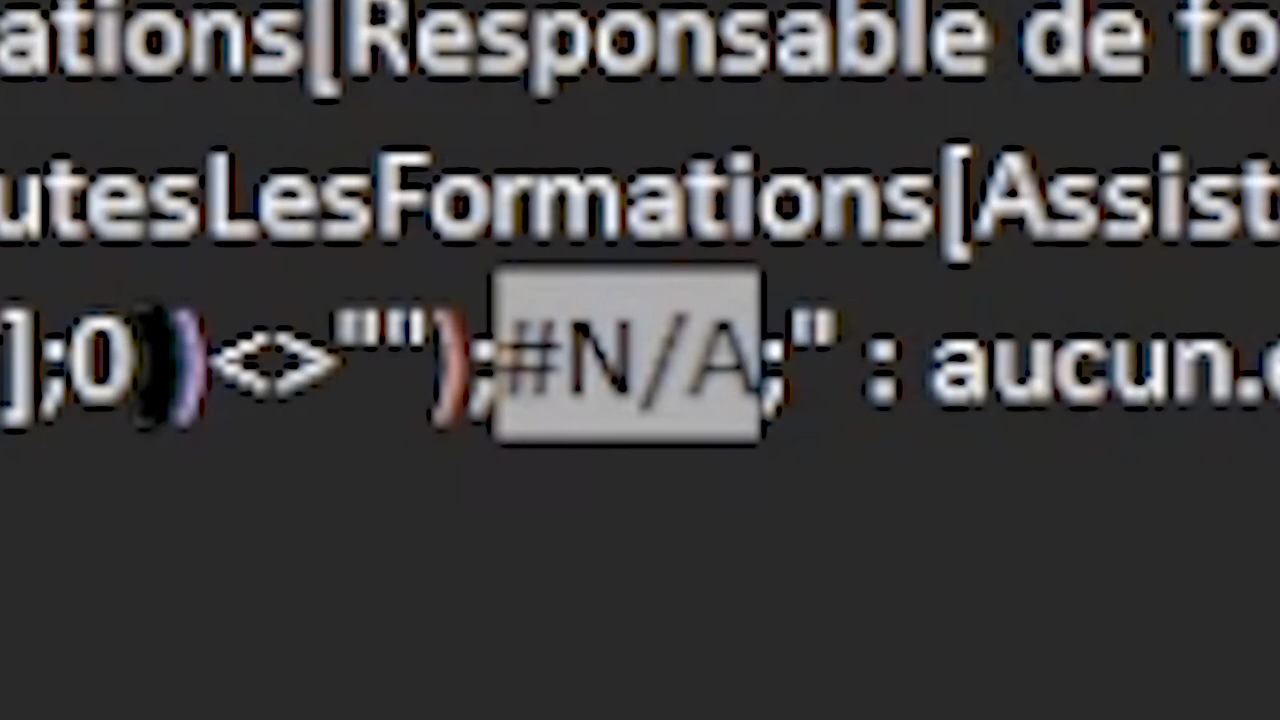 ations[Responsable de fo
utesLesFormations[Assist
];0))<>"");#N/A;" : aucun.